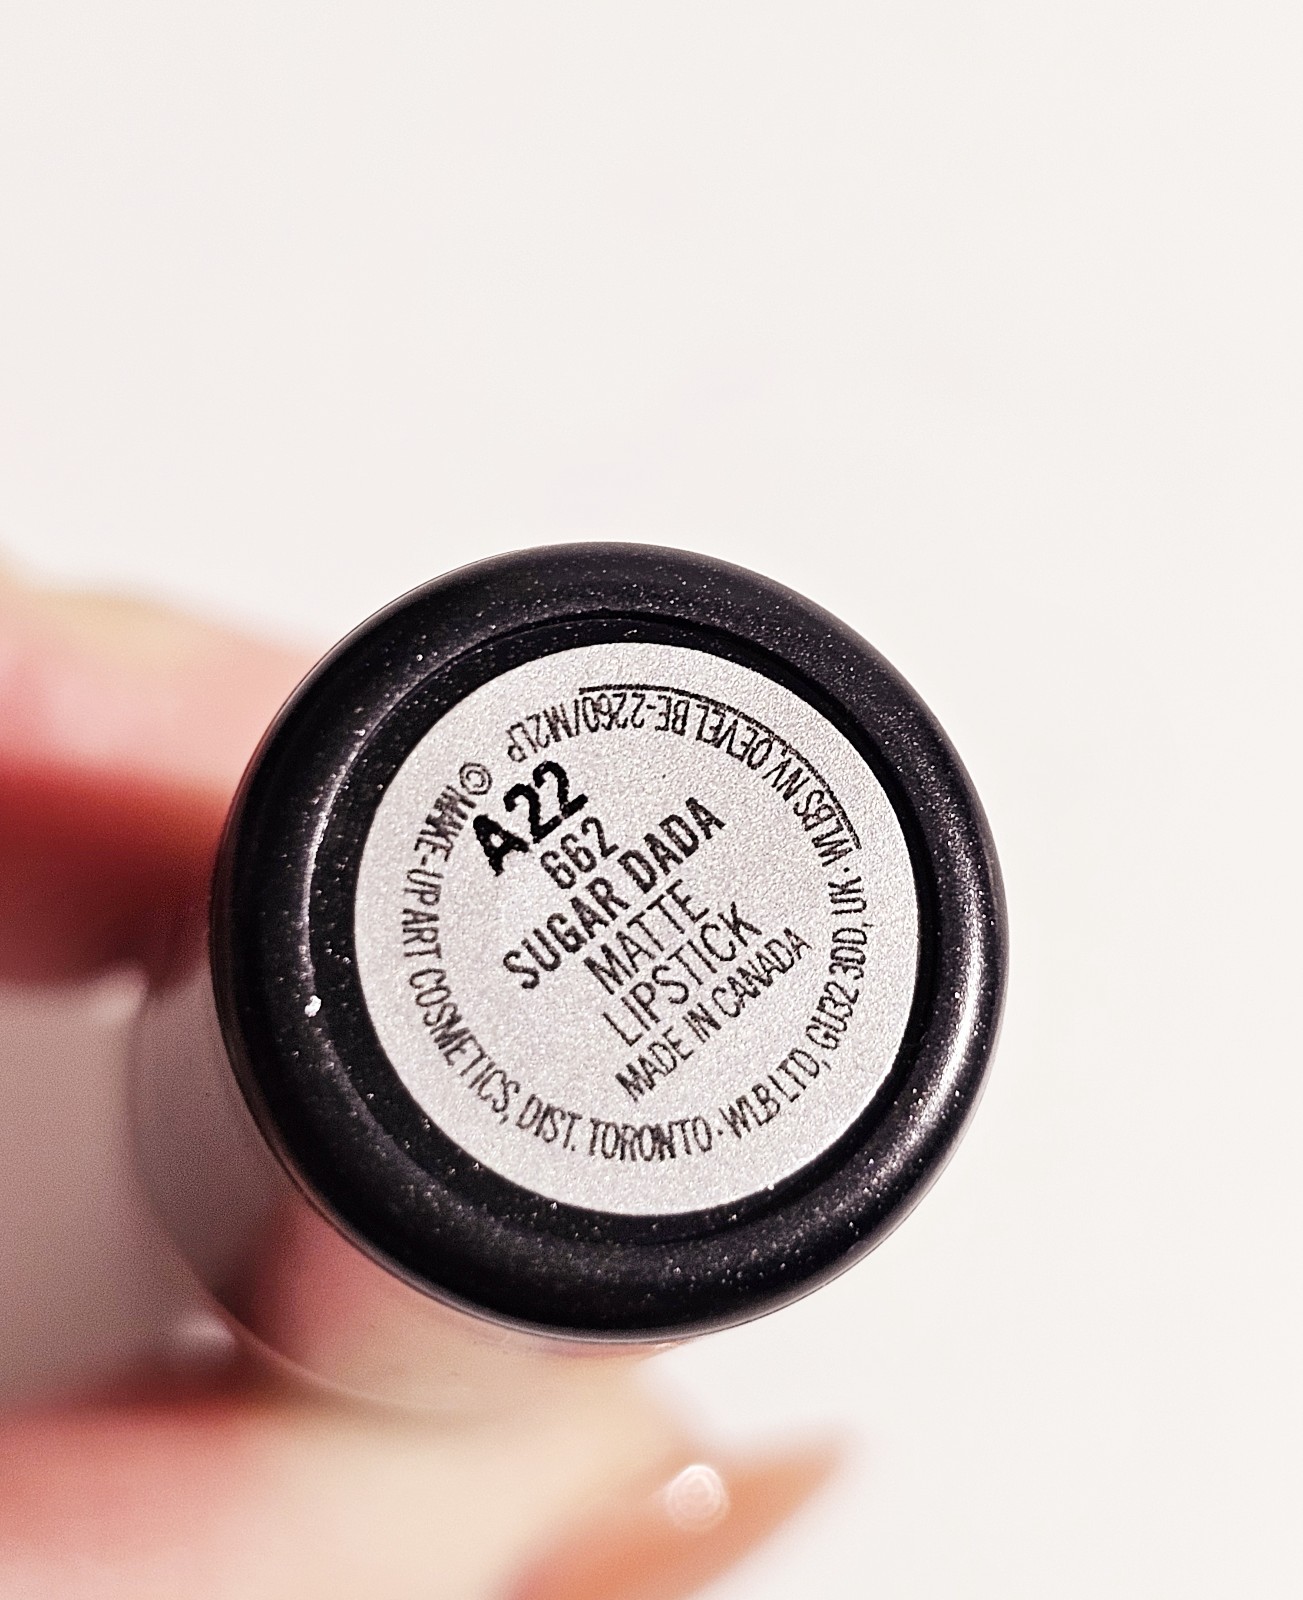 A22
662
SUGAR DADA
MATTE
LIPSTICK
MADE IN CANADA
© MAKE-UP ART COSMETICS, DIST. TORONTO · WLB LTD, GU32 3DD, UK · WLBS NV, OEVEL BE-2260/M2LP